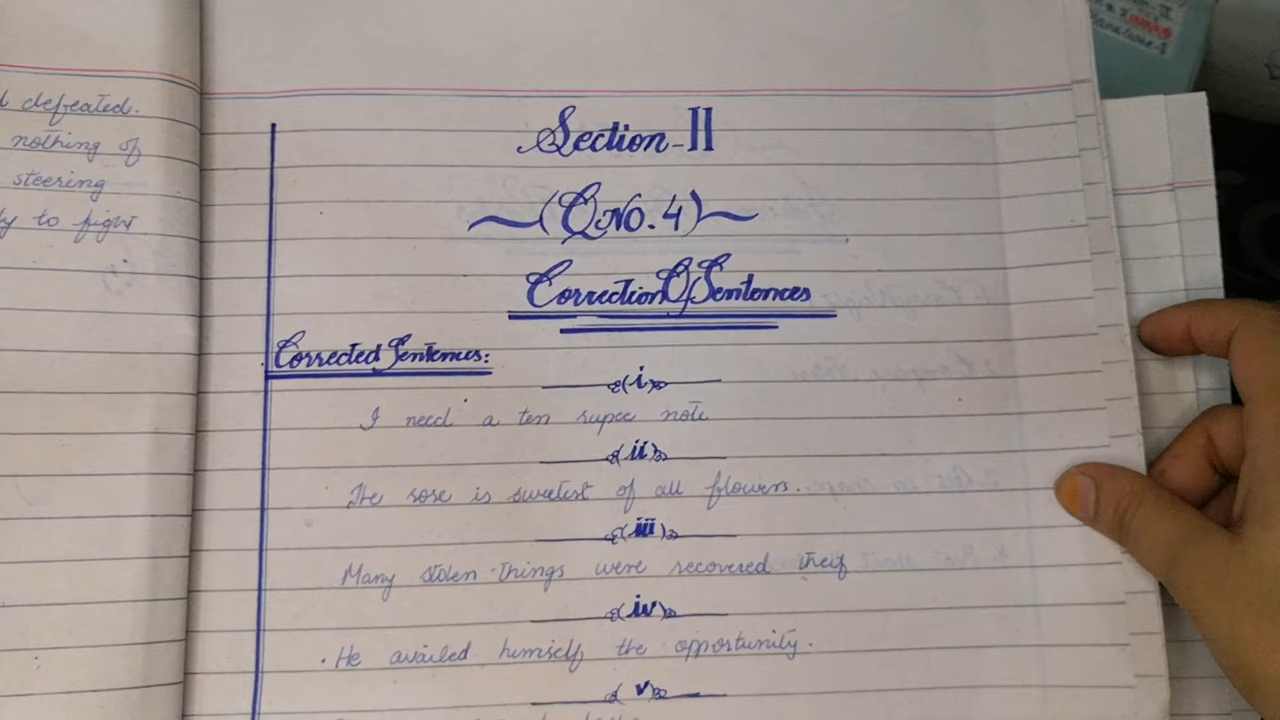 defeated.
nothing of
steering
to fight
Section-II
(Q No. 4)
Correction Of Sentences
Corrected Sentences:
(i)
I need a ten rupee note
(ii)
The rose is sweetest of all flowers.
(iii)
Many stolen things were recovered theif
(iv)
He availed himself the opportunity.
(v)